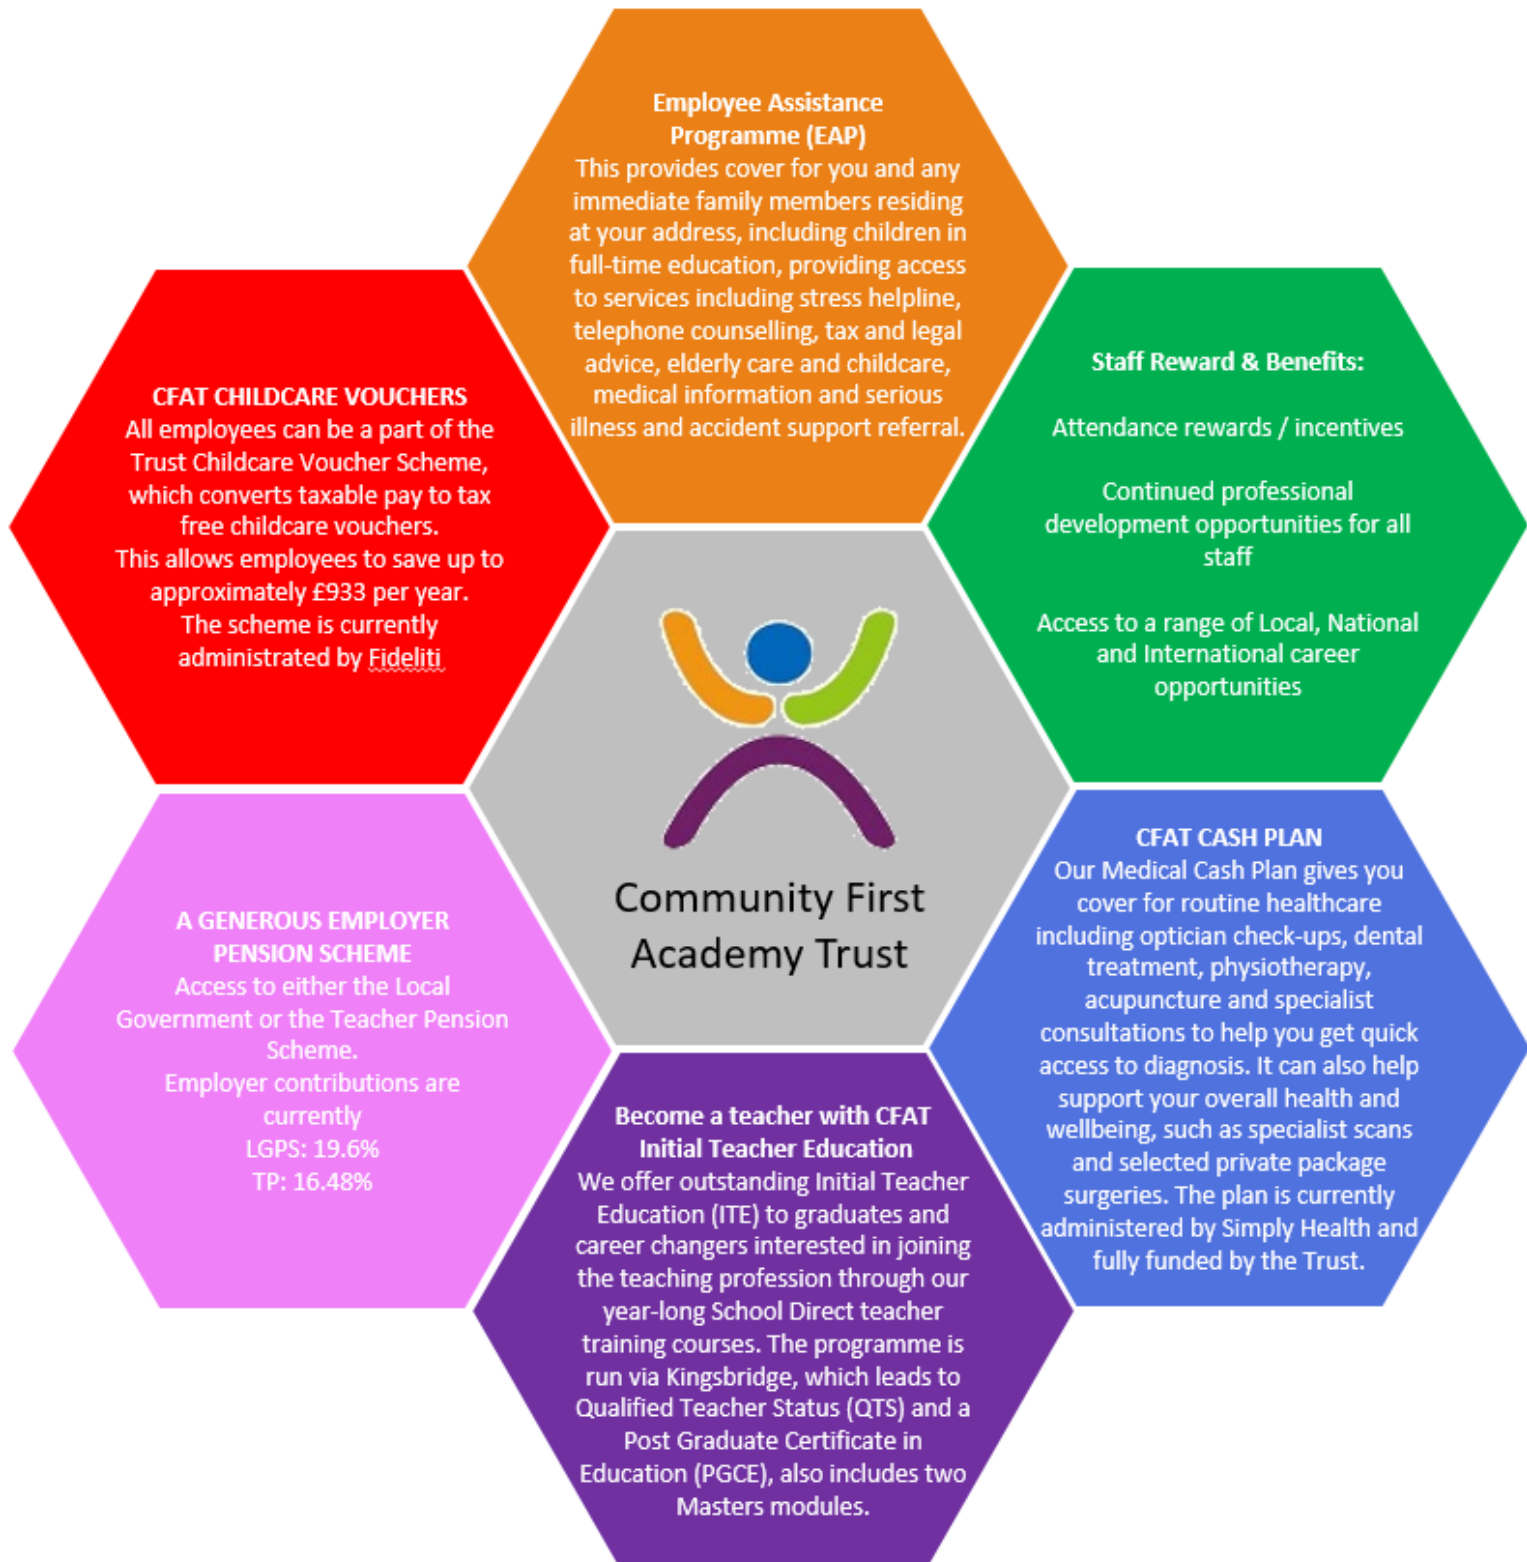 Employee Assistance
Programme (EAP)
This provides cover for you and any
immediate family members residing
at your address, including children in
full-time education, providing access
to services including stress helpline,
telephone counselling, tax and legal
advice, elderly care and childcare,
medical information and serious
illness and accident support referral.
CFAT CHILDCARE VOUCHERS
All employees can be a part of the
Trust Childcare Voucher Scheme,
which converts taxable pay to tax
free childcare vouchers.
This allows employees to save up to
approximately £933 per year.
The scheme is currently
administrated by Fideliti
Staff Reward & Benefits:
Attendance rewards / incentives
Continued professional
development opportunities for all
staff
Access to a range of Local, National
and International career
opportunities
Community First
Academy Trust
A GENEROUS EMPLOYER
PENSION SCHEME
Access to either the Local
Government or the Teacher Pension
Scheme.
Employer contributions are
currently
LGPS: 19.6%
TP: 16.48%
CFAT CASH PLAN
Our Medical Cash Plan gives you
cover for routine healthcare
including optician check-ups, dental
treatment, physiotherapy,
acupuncture and specialist
consultations to help you get quick
access to diagnosis. It can also help
support your overall health and
wellbeing, such as specialist scans
and selected private package
surgeries. The plan is currently
administered by Simply Health and
fully funded by the Trust.
Become a teacher with CFAT
Initial Teacher Education
We offer outstanding Initial Teacher
Education (ITE) to graduates and
career changers interested in joining
the teaching profession through our
year-long School Direct teacher
training courses. The programme is
run via Kingsbridge, which leads to
Qualified Teacher Status (QTS) and a
Post Graduate Certificate in
Education (PGCE), also includes two
Masters modules.